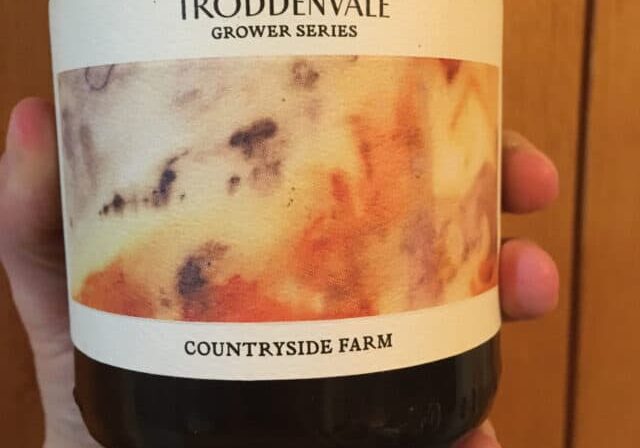 TRODDENVALE
GROWER SERIES
COUNTRYSIDE FARM